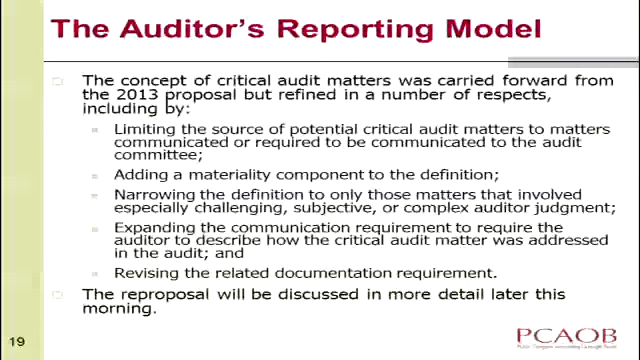 The Auditor's Reporting Model
The concept of critical audit matters was carried forward from
the 2013 proposal but refined in a number of respects,
including by:
Limiting the source of potential critical audit matters to matters
communicated or required to be communicated to the audit
committee;
Adding a materiality component to the definition;
Narrowing the definition to only those matters that involved
especially challenging, subjective, or complex auditor judgment;
Expanding the communication requirement to require the
auditor to describe how the critical audit matter was addressed
in the audit; and
Revising the related documentation requirement.
The reproposal will be discussed in more detail later this
morning.
19
PCAOB